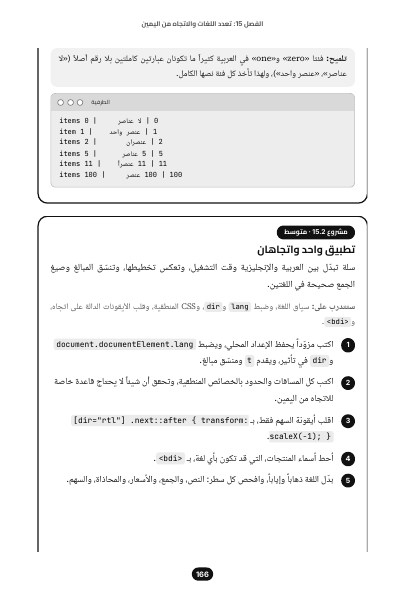 الفصل 15: تعدد اللغات والاتجاه من اليمين
تلميح: فئتا «zero» و«one» في العربية كثيراً ما تكونان عبارتين كاملتين بلا رقم أصلاً («لا
عناصر»، «عنصر واحد»)، ولهذا تأخذ كل فئة نصها الكامل.
الطرفية
items 0 | لا عناصر | 0
item 1 | عنصر واحد | 1
items 2 | عنصران | 2
items 5 | 5 عناصر | 5
items 11 | 11 عنصراً | 11
items 100 | 100 عنصر | 100
مشروع 15.2 · متوسط
تطبيق واحد واتجاهان
سلة تبدّل بين العربية والإنجليزية وقت التشغيل، وتعكس تخطيطها، وتنسّق المبالغ وصيغ
الجمع صحيحة في اللغتين.
ستتدرب على: سياق اللغة، وضبط lang و dir، وCSS المنطقية، وقلب الأيقونات الدالة على اتجاه،
و <bdi>.
1 اكتب مزوّداً يحفظ الإعداد المحلي، ويضبط document.documentElement.lang
و dir في تأثير، ويقدم t ومنسّق مبالغ.
2 اكتب كل المسافات والحدود بالخصائص المنطقية، وتحقق أن شيئاً لا يحتاج قاعدة خاصة
للاتجاه من اليمين.
3 اقلب أيقونة السهم فقط، بـ [dir="rtl"] .next::after { transform:
scaleX(-1); }.
4 أحط أسماء المنتجات، التي قد تكون بأي لغة، بـ <bdi>.
5 بدّل اللغة ذهاباً وإياباً، وافحص كل سطر: النص، والجمع، والأسعار، والمحاذاة، والسهم.
166